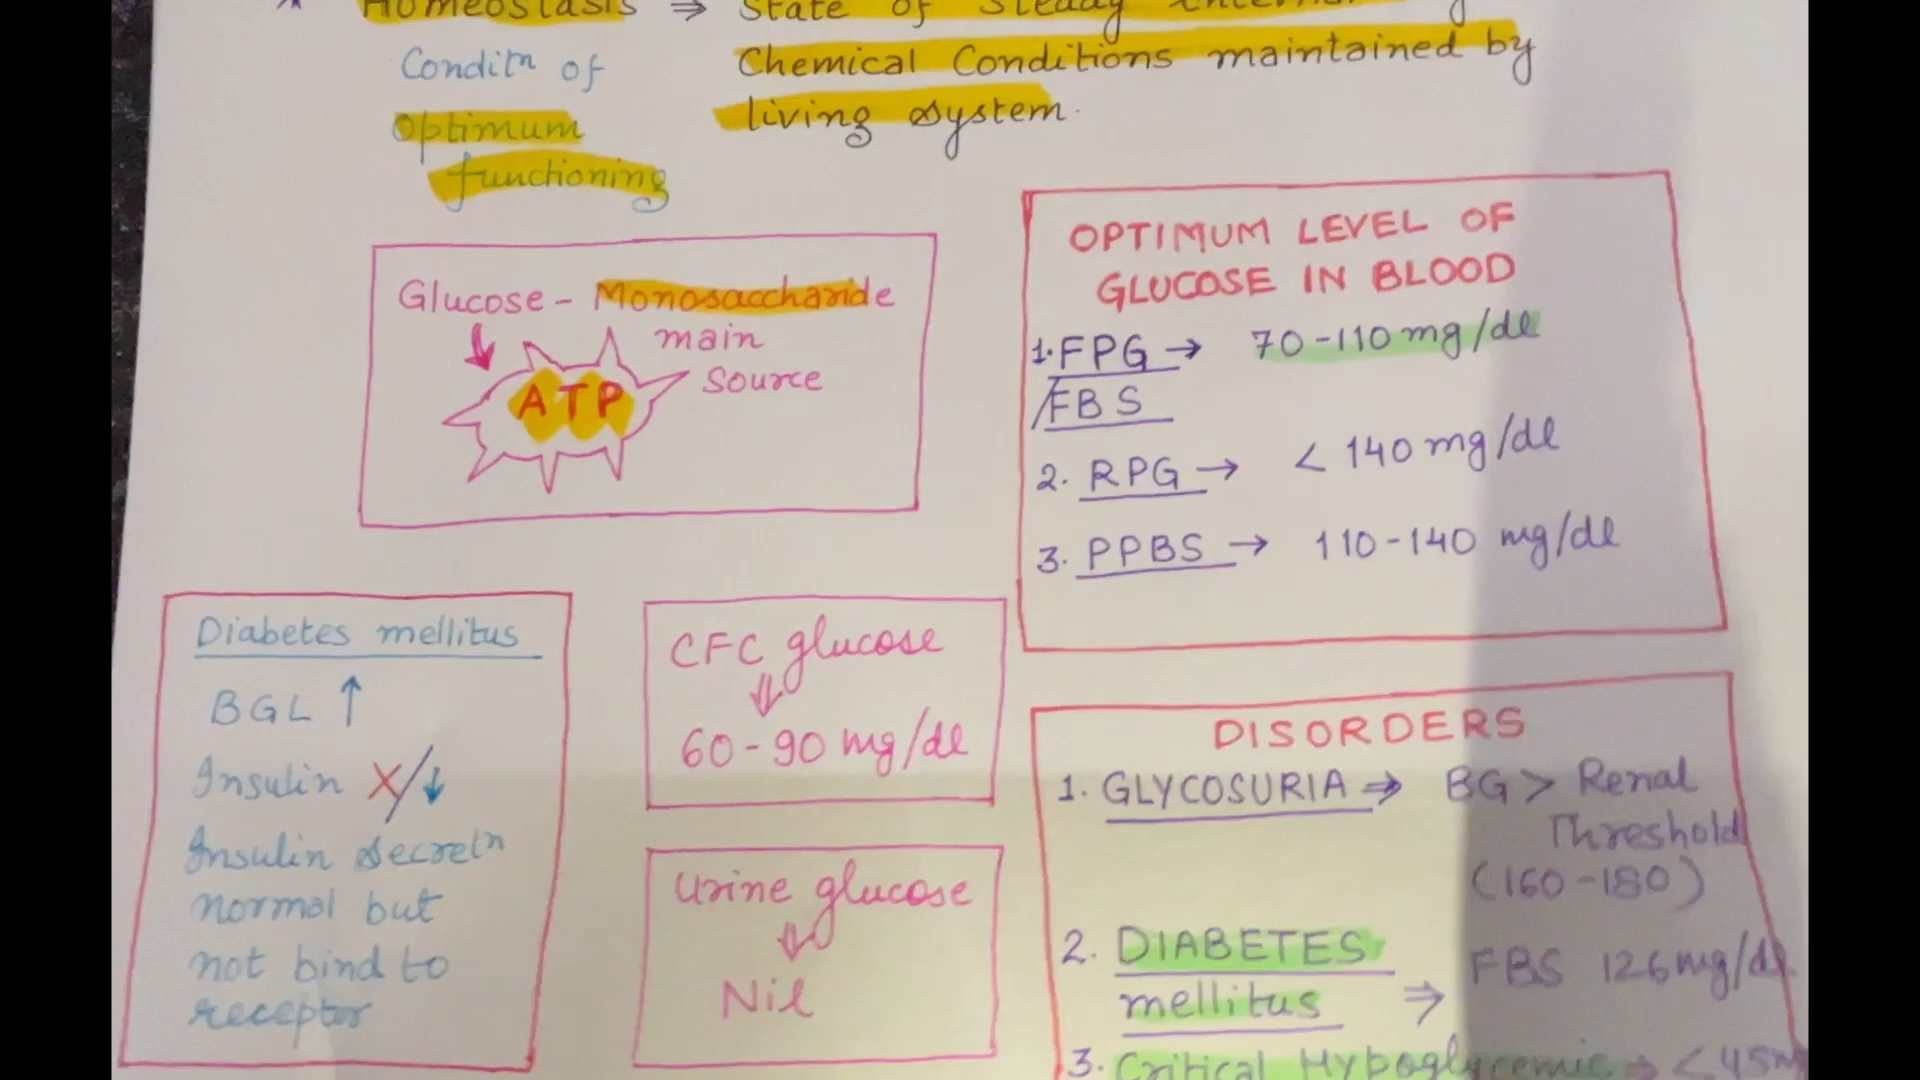 * Homeostasis ⇒ State of Steady
Chemical Conditions maintained by
living system.
Conditⁿ of
Optimum
functioning
Glucose - Monosaccharide
main
Source
ATP
OPTIMUM LEVEL OF
GLUCOSE IN BLOOD
1. FPG → 70-110 mg/dl
/FBS
2. RPG → < 140 mg/dl
3. PPBS → 110-140 mg/dl
Diabetes mellitus
BGL ↑
Insulin X/↓
Insulin Secretⁿ
normal but
not bind to
receptor
CFC glucose
⇓
60-90 mg/dl
Urine glucose
⇓
Nil
DISORDERS
1. GLYCOSURIA ⇒ BG > Renal
Threshold
(160-180)
2. DIABETES
mellitus ⇒ FBS 126mg/dl
3. Critical Hypoglycemic → <45m